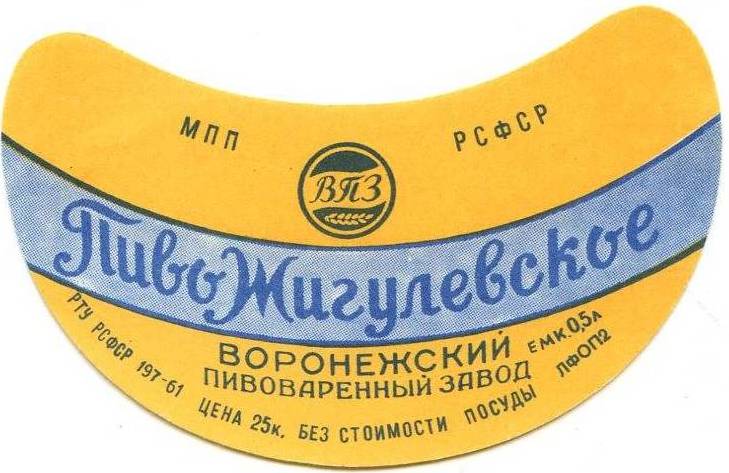 МПП РСФСР
ВПЗ
Пиво Жигулевское
ВОРОНЕЖСКИЙ
ПИВОВАРЕННЫЙ ЗАВОД
ЕМК. 0,5л
РТУ РСФСР 197-61 ЦЕНА 25к. БЕЗ СТОИМОСТИ ПОСУДЫ ЛФОП2